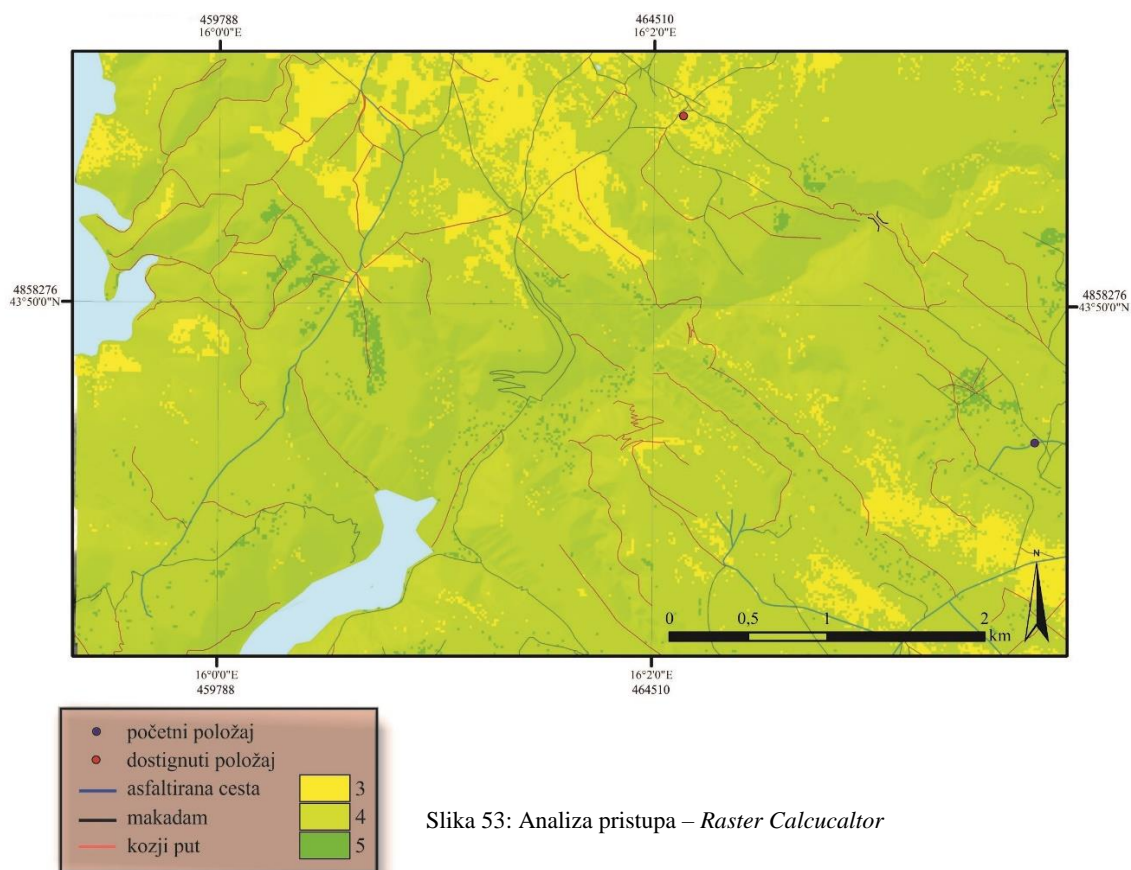 459788 464510
16°0'0"E 16°2'0"E
4858276 4858276
43°50'0"N 43°50'0"N
N
0 0,5 1 2
km
16°0'0"E 16°2'0"E
459788 464510
početni položaj
dostignuti položaj
asfaltirana cesta 3
makadam 4
kozji put 5
Slika 53: Analiza pristupa – Raster Calcucaltor